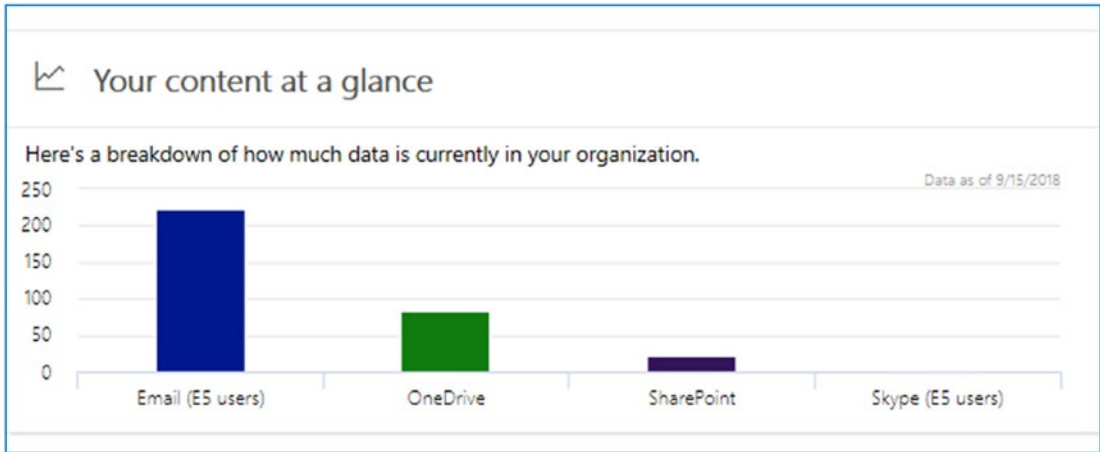 Your content at a glance
Here's a breakdown of how much data is currently in your organization.
Data as of 9/15/2018
250
200
150
100
50
0
Email (E5 users)
OneDrive
SharePoint
Skype (E5 users)